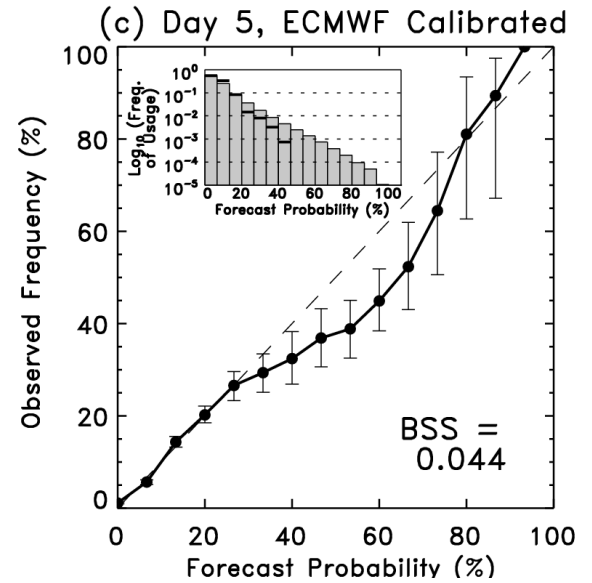 (c) Day 5, ECMWF Calibrated
Observed Frequency (%)
100
80
60
40
20
0
0 20 40 60 80 100
Forecast Probability (%)
Log₁₀ (Freq.
of Usage)
10⁰
10⁻¹
10⁻²
10⁻³
10⁻⁴
10⁻⁵
0 20 40 60 80 100
Forecast Probability (%)
BSS =
0.044